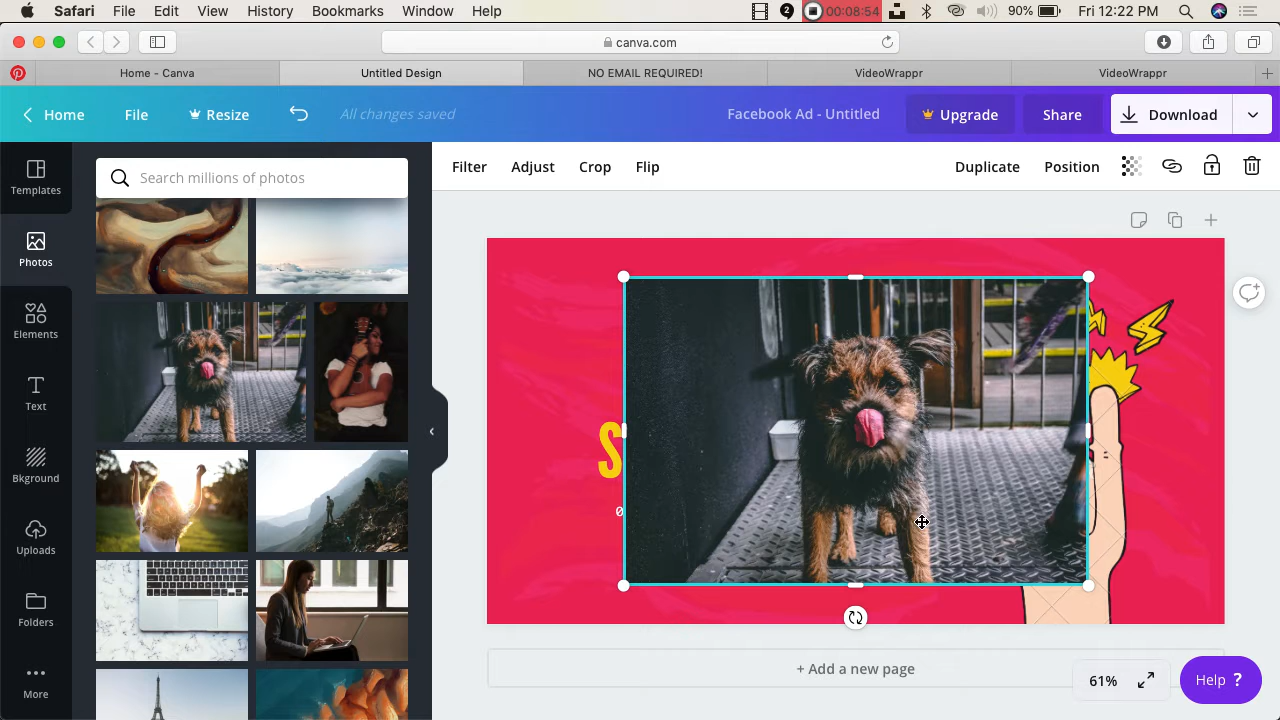 Safari File Edit View History Bookmarks Window Help 2 00:08:54 90% Fri 12:22 PM
canva.com
Home - Canva Untitled Design NO EMAIL REQUIRED! VideoWrappr VideoWrappr
Home File Resize All changes saved Facebook Ad - Untitled Upgrade Share Download
Search millions of photos
Filter Adjust Crop Flip Duplicate Position
Templates
Photos
Elements
Text
Bkground
Uploads
Folders
More
S
0
+ Add a new page
61%
Help ?